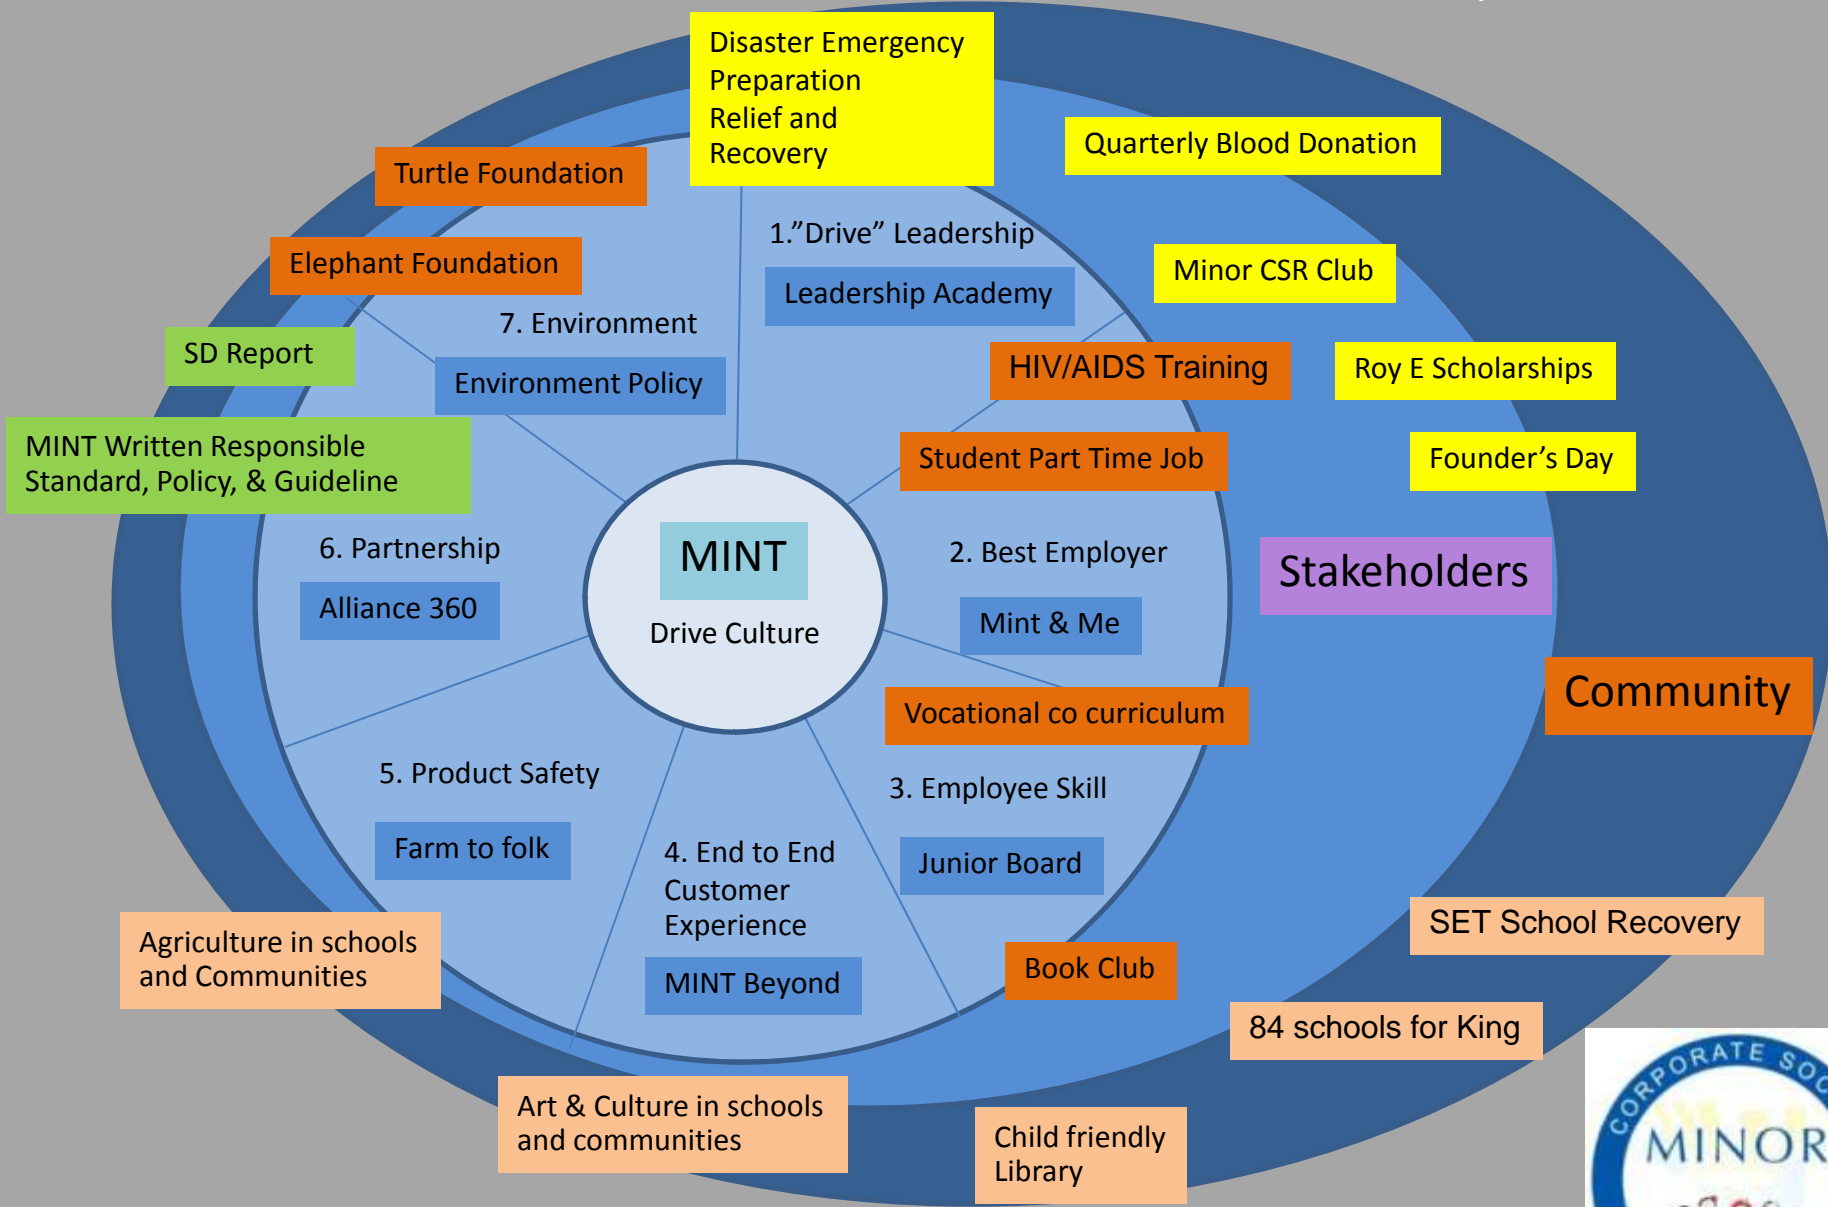 Disaster Emergency
Preparation
Relief and
Recovery
Quarterly Blood Donation
Turtle Foundation
1.”Drive” Leadership
Elephant Foundation
Minor CSR Club
Leadership Academy
7. Environment
SD Report
HIV/AIDS Training
Roy E Scholarships
Environment Policy
MINT Written Responsible
Standard, Policy, & Guideline
Student Part Time Job
Founder’s Day
6. Partnership
MINT
2. Best Employer
Stakeholders
Alliance 360
Drive Culture
Mint & Me
Community
Vocational co curriculum
5. Product Safety
3. Employee Skill
Farm to folk
4. End to End
Customer
Experience
Junior Board
SET School Recovery
Agriculture in schools
and Communities
Book Club
MINT Beyond
84 schools for King
Art & Culture in schools
and communities
Child friendly
Library
CORPORATE SOC
MINOR